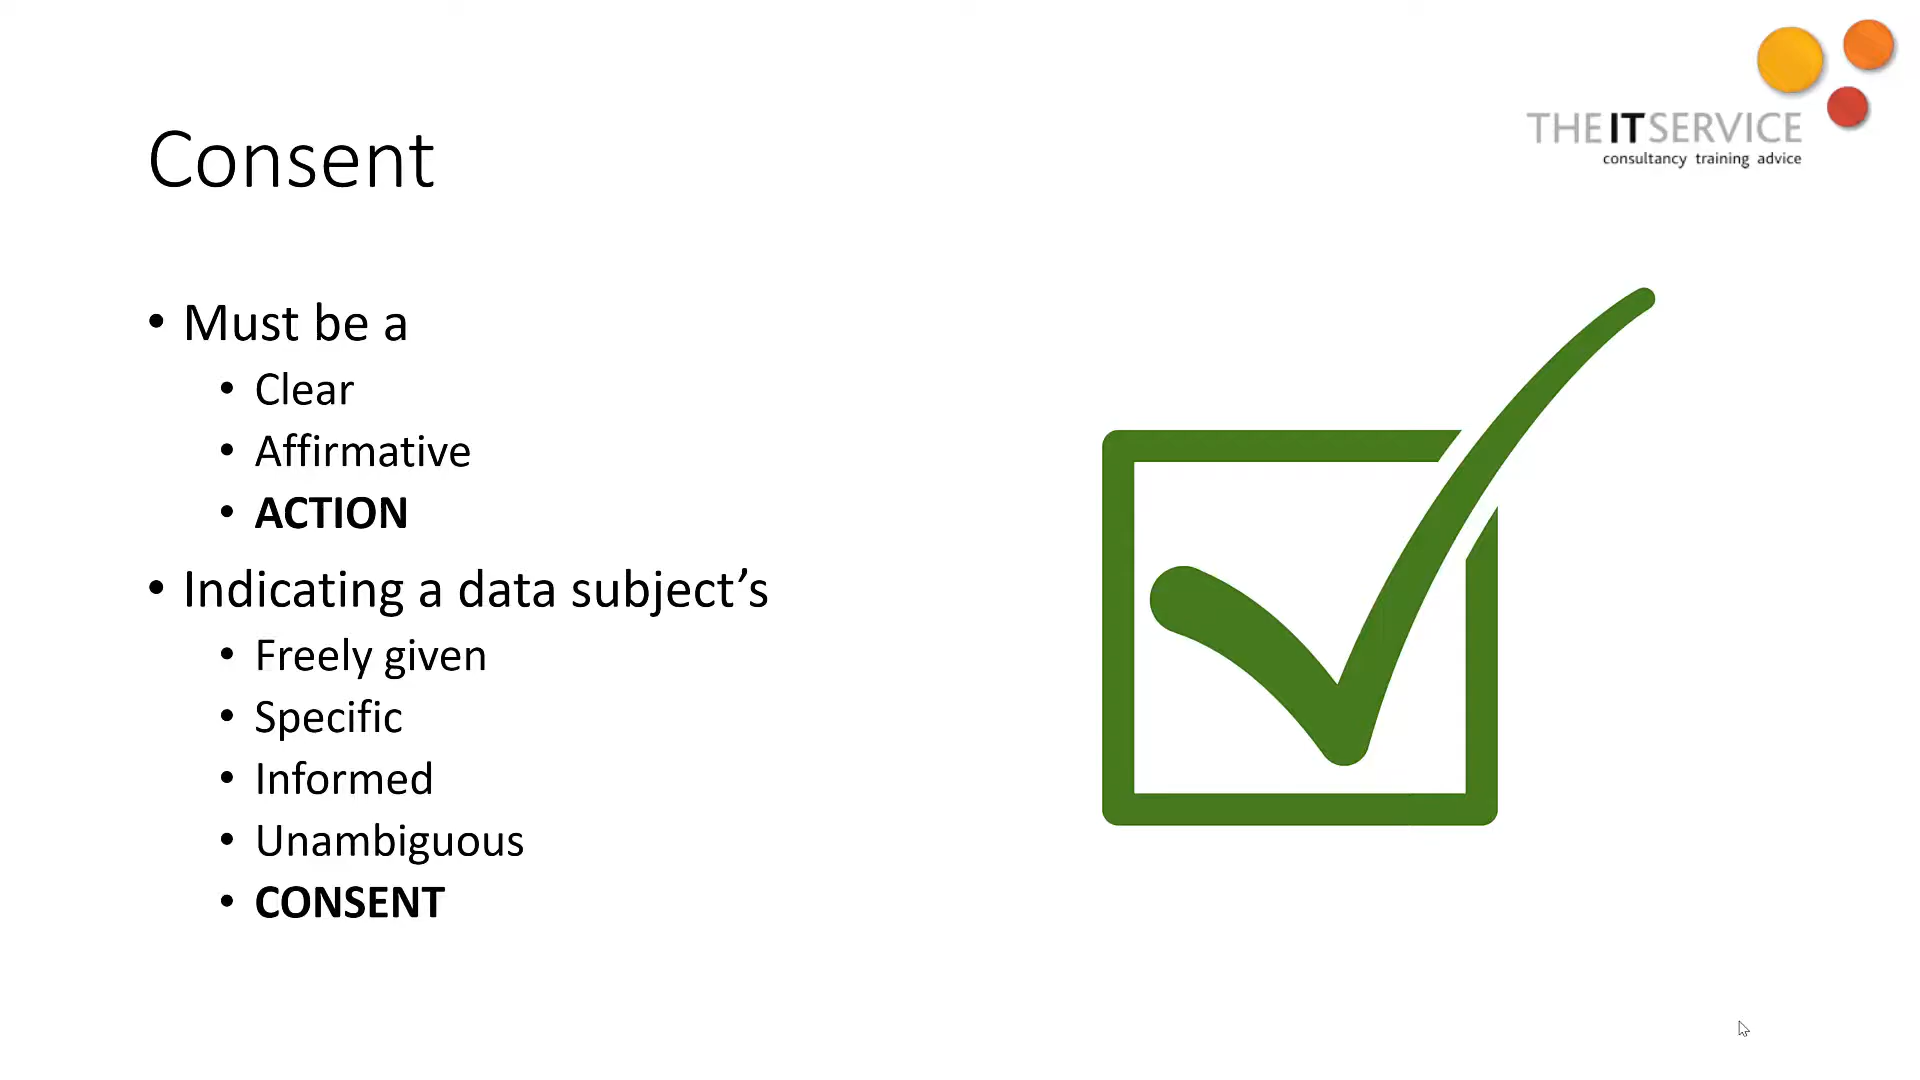 THE IT SERVICE
consultancy training advice
Consent
• Must be a
• Clear
• Affirmative
• ACTION
• Indicating a data subject’s
• Freely given
• Specific
• Informed
• Unambiguous
• CONSENT